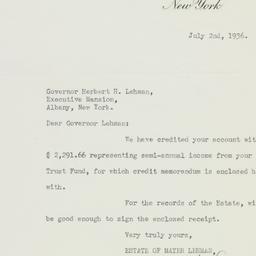 New York
July 2nd, 1936.
Governor Herbert H. Lehman,
Executive Mansion,
Albany, New York.
Dear Governor Lehman:
We have credited your account wit
$ 2,291.66 representing semi-annual income from your
Trust Fund, for which credit memorandum is enclosed h
with.
For the records of the Estate, wi
be good enough to sign the enclosed receipt.
Very truly yours,
ESTATE OF MAYER LEHMAN,